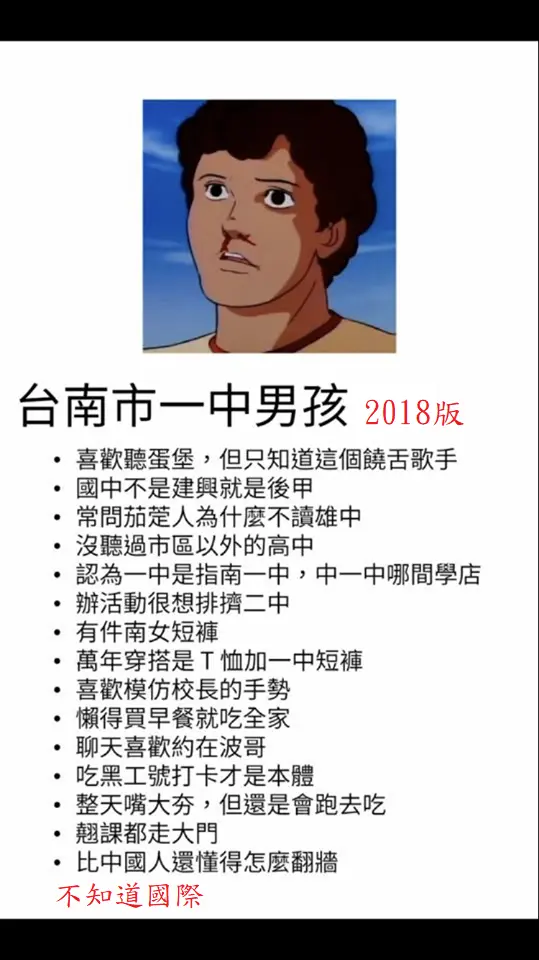 台南市一中男孩 2018版
• 喜歡聽蛋堡，但只知道這個饒舌歌手
• 國中不是建興就是後甲
• 常問茄萣人為什麼不讀雄中
• 沒聽過市區以外的高中
• 認為一中是指南一中，中一中哪間學店
• 辦活動很想排擠二中
• 有件南女短褲
• 萬年穿搭是T恤加一中短褲
• 喜歡模仿校長的手勢
• 懶得買早餐就吃全家
• 聊天喜歡約在波哥
• 吃黑工號打卡才是本體
• 整天嘴大夯，但還是會跑去吃
• 翹課都走大門
• 比中國人還懂得怎麼翻牆
不知道國際